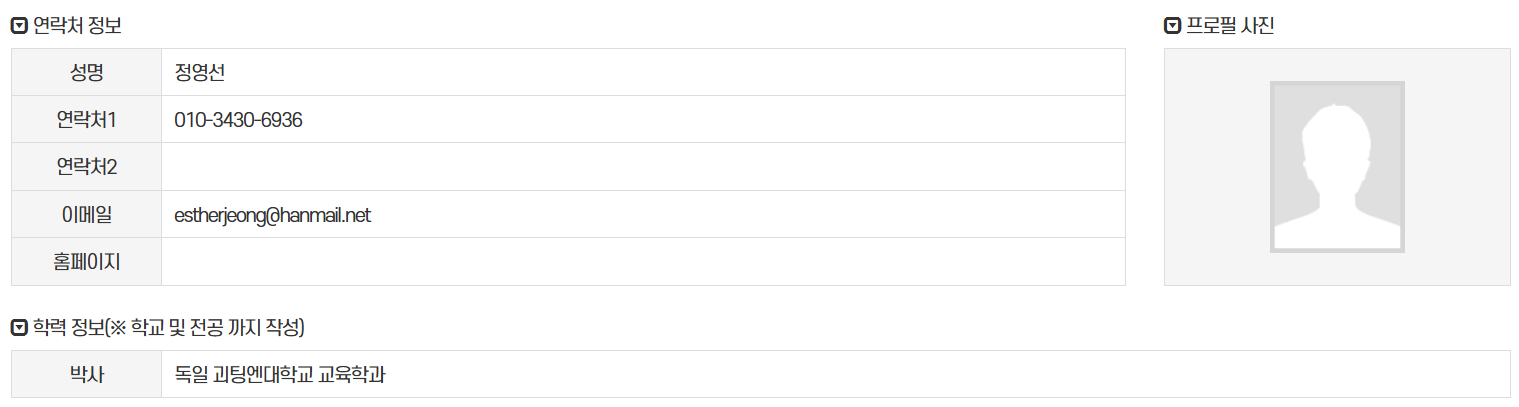 연락처 정보
프로필 사진
성명 정영선
연락처1 010-3430-6936
연락처2
이메일 estherjeong@hanmail.net
홈페이지
학력 정보(※ 학교 및 전공 까지 작성)
박사 독일 괴팅엔대학교 교육학과